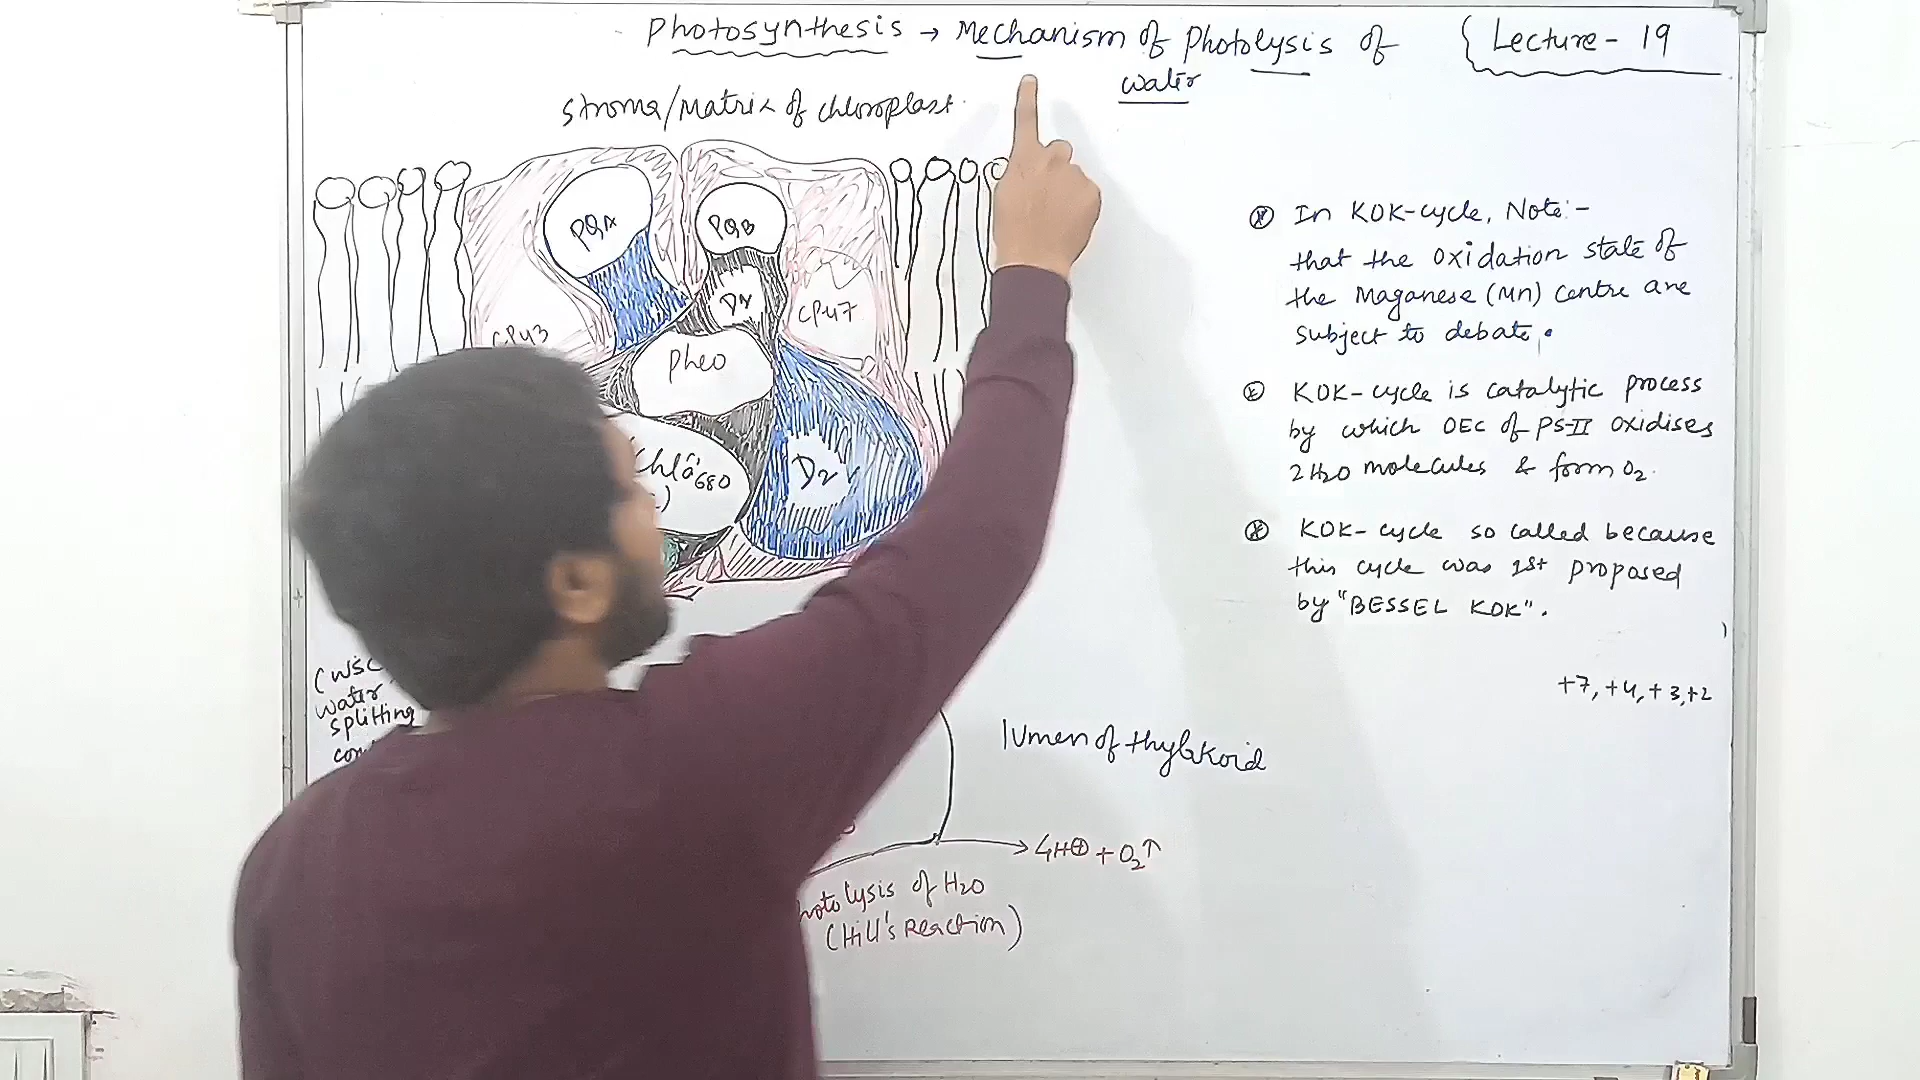 Photosynthesis → Mechanism of Photolysis of
water
Lecture - 19
stroma/Matrix of chloroplast
PQA
PQB
D2
CP47
CP43
Pheo
Chla680
D2
⊛ In KOK-cycle, Note:-
that the oxidation state of
the Maganese (Mn) centre are
subject to debate.
KOK-cycle is catalytic process
by which OEC of PS-II oxidises
2H2O molecules & form O2.
⊛ KOK-cycle so called because
this cycle was 1st proposed
by "BESSEL KOK".
+7, +4, +3, +2
(WSC
water
splitting
lumen of thylakoid
4H⊕ + O2↑
hotolysis of H2O
(Hill's Reaction)